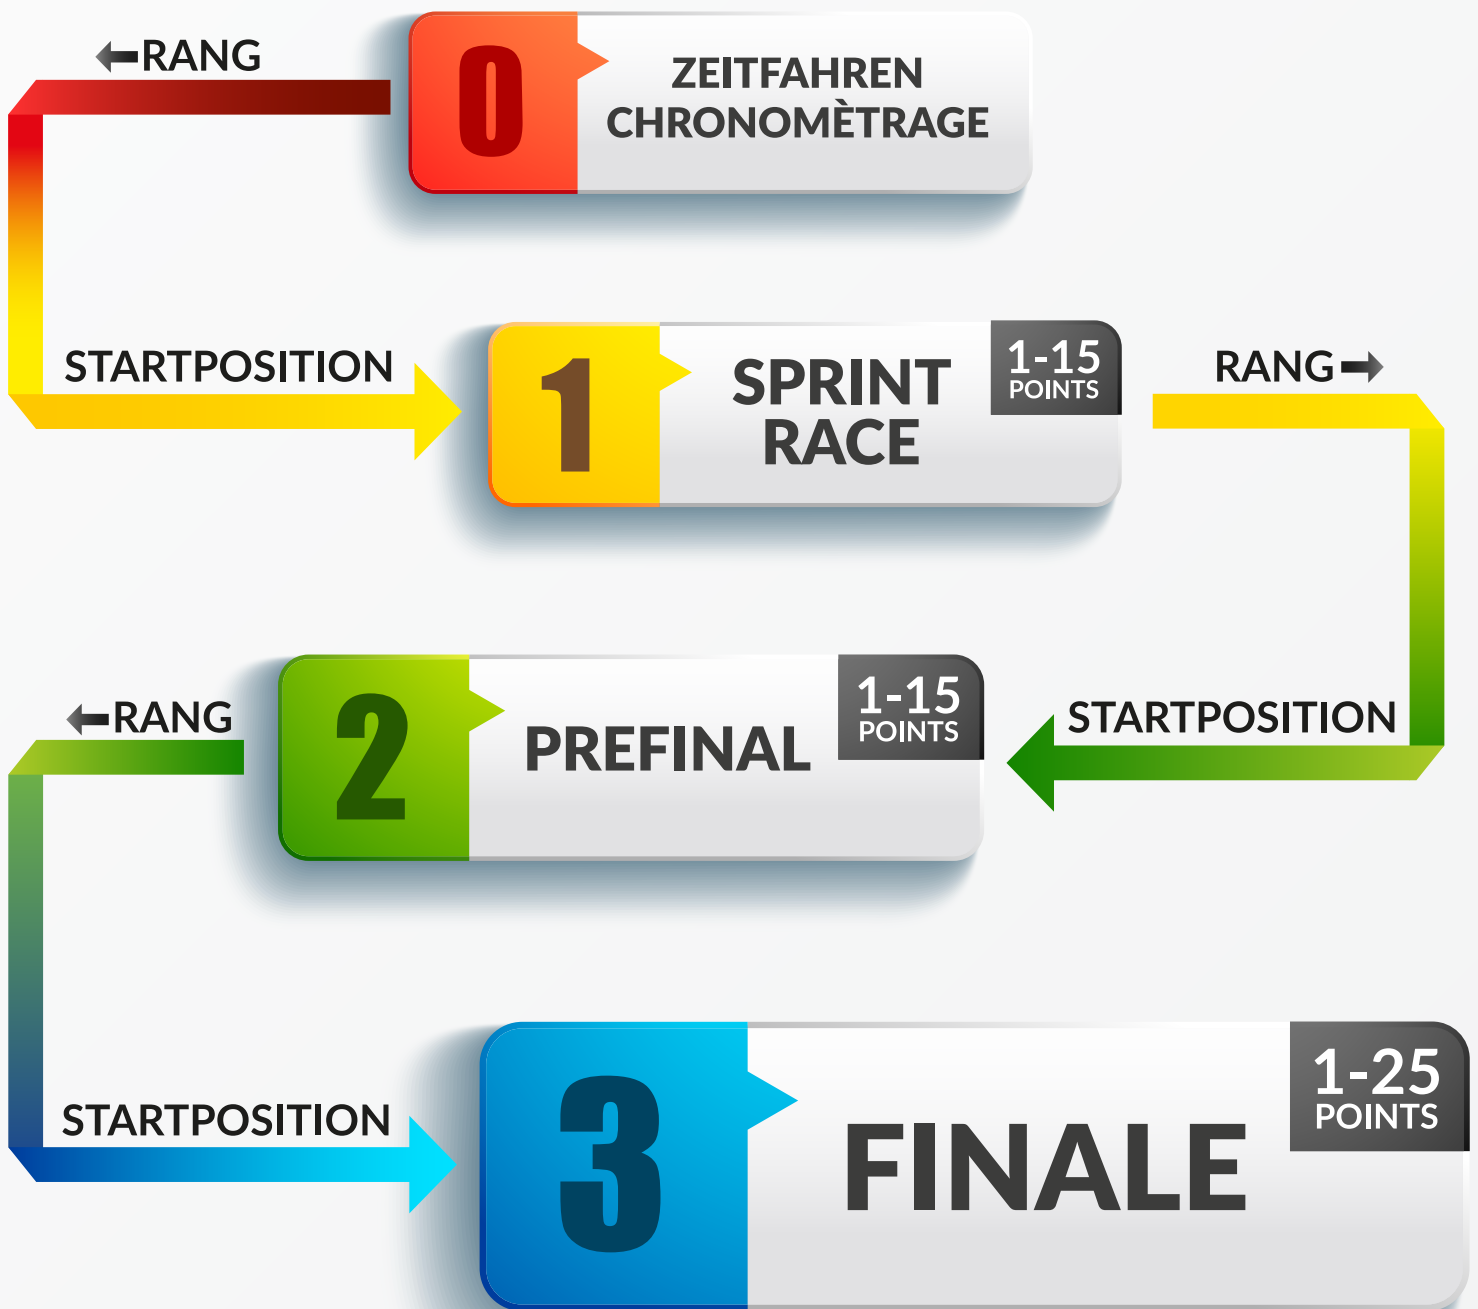 RANG
0
ZEITFAHREN
CHRONOMÈTRAGE
STARTPOSITION
1
SPRINT
RACE
1-15
POINTS
RANG
RANG
2
PREFINAL
1-15
POINTS
STARTPOSITION
STARTPOSITION
3
FINALE
1-25
POINTS